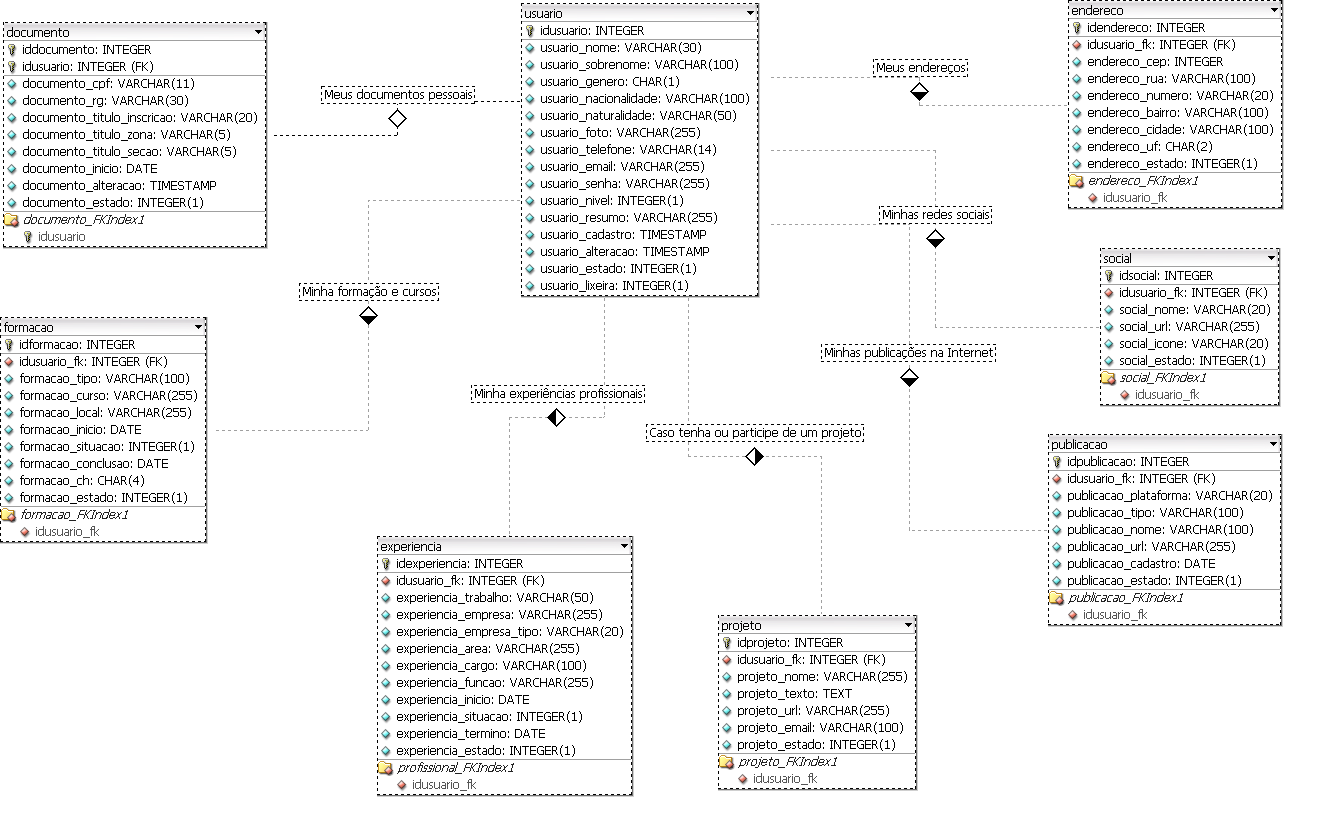 documento
iddocumento: INTEGER
idusuario: INTEGER (FK)
documento_cpf: VARCHAR(11)
documento_rg: VARCHAR(30)
documento_titulo_inscricao: VARCHAR(20)
documento_titulo_zona: VARCHAR(5)
documento_titulo_secao: VARCHAR(5)
documento_inicio: DATE
documento_alteracao: TIMESTAMP
documento_estado: INTEGER(1)
documento_FKIndex1
idusuario
Meus documentos pessoais
usuario
idusuario: INTEGER
usuario_nome: VARCHAR(30)
usuario_sobrenome: VARCHAR(100)
usuario_genero: CHAR(1)
usuario_nacionalidade: VARCHAR(100)
usuario_naturalidade: VARCHAR(50)
usuario_foto: VARCHAR(255)
usuario_telefone: VARCHAR(14)
usuario_email: VARCHAR(255)
usuario_senha: VARCHAR(255)
usuario_nivel: INTEGER(1)
usuario_resumo: VARCHAR(255)
usuario_cadastro: TIMESTAMP
usuario_alteracao: TIMESTAMP
usuario_estado: INTEGER(1)
usuario_lixeira: INTEGER(1)
Meus endereços
endereco
idendereco: INTEGER
idusuario_fk: INTEGER (FK)
endereco_cep: INTEGER
endereco_rua: VARCHAR(100)
endereco_numero: VARCHAR(20)
endereco_bairro: VARCHAR(100)
endereco_cidade: VARCHAR(100)
endereco_uf: CHAR(2)
endereco_estado: INTEGER(1)
endereco_FKIndex1
idusuario_fk
Minhas redes sociais
social
idsocial: INTEGER
idusuario_fk: INTEGER (FK)
social_nome: VARCHAR(20)
social_url: VARCHAR(255)
social_icone: VARCHAR(20)
social_estado: INTEGER(1)
social_FKIndex1
idusuario_fk
Minha formação e cursos
formacao
idformacao: INTEGER
idusuario_fk: INTEGER (FK)
formacao_tipo: VARCHAR(100)
formacao_curso: VARCHAR(255)
formacao_local: VARCHAR(255)
formacao_inicio: DATE
formacao_situacao: INTEGER(1)
formacao_conclusao: DATE
formacao_ch: CHAR(4)
formacao_estado: INTEGER(1)
formacao_FKIndex1
idusuario_fk
Minhas publicações na Internet
Minha experiências profissionais
Caso tenha ou participe de um projeto
publicacao
idpublicacao: INTEGER
idusuario_fk: INTEGER (FK)
publicacao_plataforma: VARCHAR(20)
publicacao_tipo: VARCHAR(100)
publicacao_nome: VARCHAR(100)
publicacao_url: VARCHAR(255)
publicacao_cadastro: DATE
publicacao_estado: INTEGER(1)
publicacao_FKIndex1
idusuario_fk
experiencia
idexperiencia: INTEGER
idusuario_fk: INTEGER (FK)
experiencia_trabalho: VARCHAR(50)
experiencia_empresa: VARCHAR(255)
experiencia_empresa_tipo: VARCHAR(20)
experiencia_area: VARCHAR(255)
experiencia_cargo: VARCHAR(100)
experiencia_funcao: VARCHAR(255)
experiencia_inicio: DATE
experiencia_situacao: INTEGER(1)
experiencia_termino: DATE
experiencia_estado: INTEGER(1)
profissional_FKIndex1
idusuario_fk
projeto
idprojeto: INTEGER
idusuario_fk: INTEGER (FK)
projeto_nome: VARCHAR(255)
projeto_texto: TEXT
projeto_url: VARCHAR(255)
projeto_email: VARCHAR(100)
projeto_estado: INTEGER(1)
projeto_FKIndex1
idusuario_fk